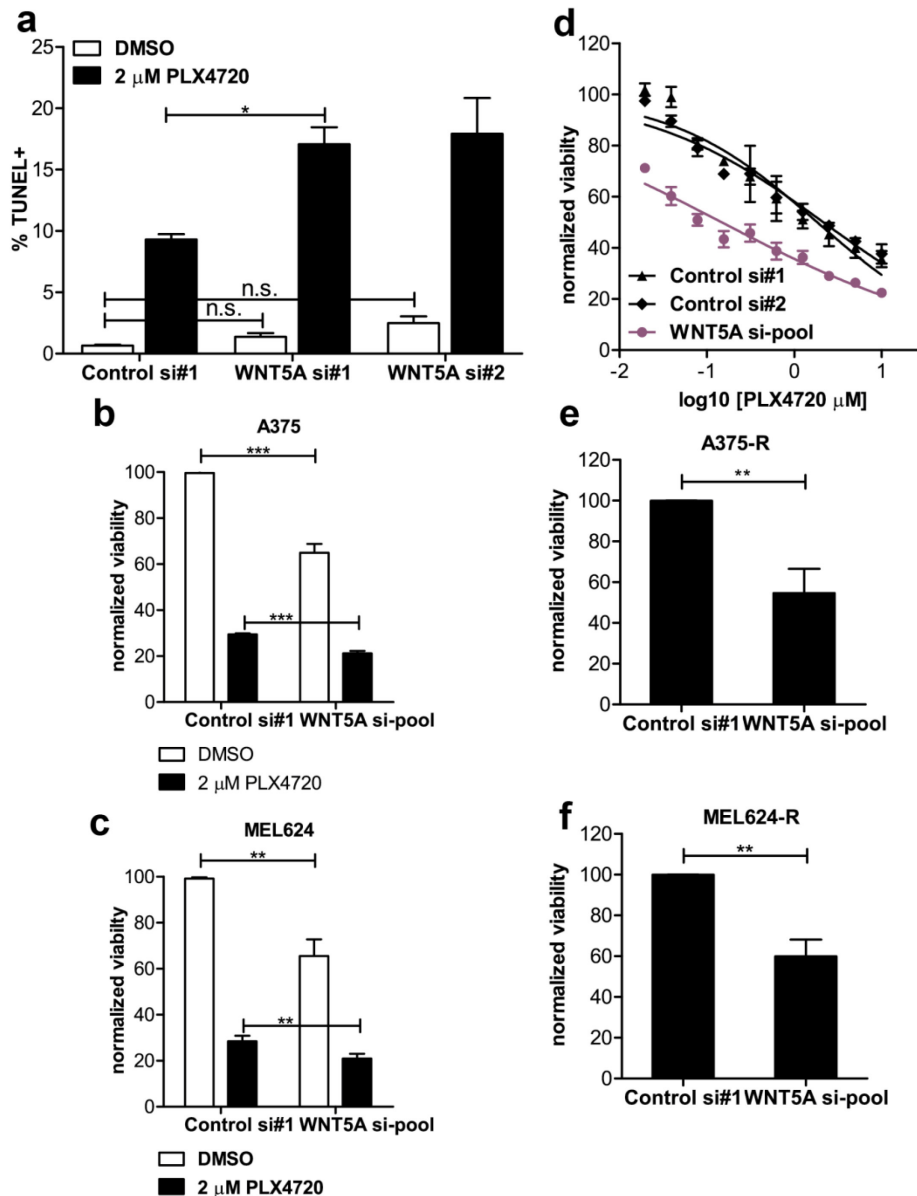 a
DMSO
2 μM PLX4720
25
20
15
10
5
0
% TUNEL+
*
n.s.
n.s.
Control si#1 WNT5A si#1 WNT5A si#2
b
A375
***
100
80
60
40
20
0
normalized viability
***
Control si#1 WNT5A si-pool
DMSO
2 μM PLX4720
c
MEL624
**
100
80
60
40
20
0
normalized viability
**
Control si#1 WNT5A si-pool
DMSO
2 μM PLX4720
d
120
100
80
60
40
20
0
normalized viabilty
Control si#1
Control si#2
WNT5A si-pool
-2 -1 0 1
log10 [PLX4720 μM]
e
A375-R
120
100
80
60
40
20
0
normalized viability
**
Control si#1 WNT5A si-pool
f
MEL624-R
120
100
80
60
40
20
0
normalized viability
**
Control si#1 WNT5A si-pool